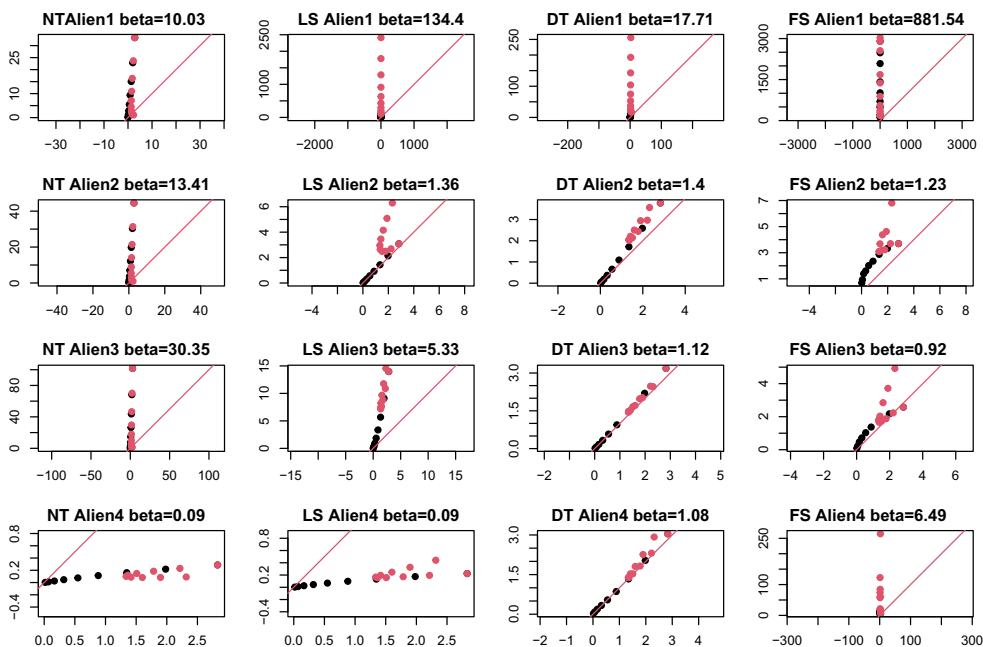 NTAlien1 beta=10.03
LS Alien1 beta=134.4
DT Alien1 beta=17.71
FS Alien1 beta=881.54
0 5 15 25
0 1000 2500
0 50 100 250
0 1500 3000
−30 −10 10 30
−2000 0 1000
−200 0 100
−3000 −1000 1000 3000
NT Alien2 beta=13.41
LS Alien2 beta=1.36
DT Alien2 beta=1.4
FS Alien2 beta=1.23
0 20 40
0 2 4 6
0 1 2 3
1 3 5 7
−40 −20 0 20 40
−4 −2 0 2 4 6 8
−4 −2 0 2 4
−4 −2 0 2 4 6 8
NT Alien3 beta=30.35
LS Alien3 beta=5.33
DT Alien3 beta=1.12
FS Alien3 beta=0.92
0 40 80
0 5 10 15
0.0 1.5 3.0
0 2 4
−100 −50 0 50 100
−15 −10 −5 0 5 10 15
−2 −1 0 1 2 3 4 5
−4 −2 0 2 4 6
NT Alien4 beta=0.09
LS Alien4 beta=0.09
DT Alien4 beta=1.08
FS Alien4 beta=6.49
−0.4 0.2 0.8
−0.4 0.2 0.8
0.0 1.5 3.0
0 100 250
0.0 0.5 1.0 1.5 2.0 2.5
0.0 0.5 1.0 1.5 2.0 2.5
−2 −1 0 1 2 3 4
−300 −100 0 100 300